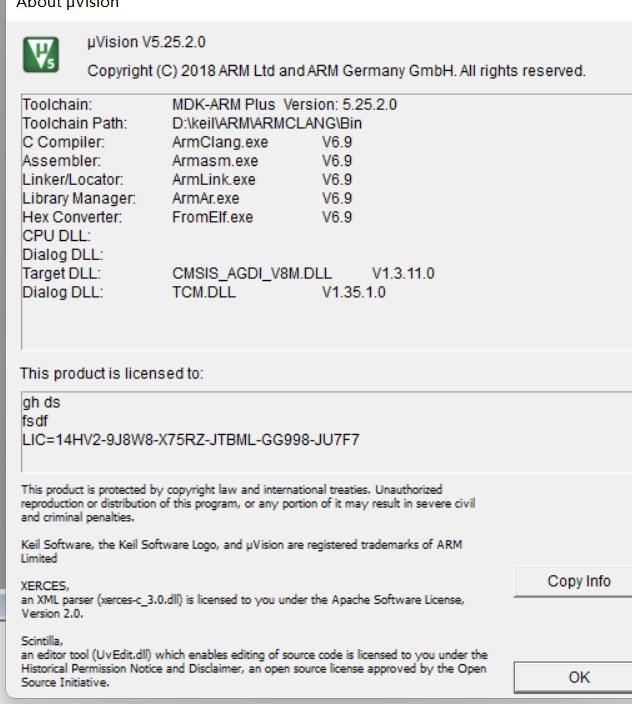 About µVision
µVision V5.25.2.0
Copyright (C) 2018 ARM Ltd and ARM Germany GmbH. All rights reserved.
Toolchain: MDK-ARM Plus Version: 5.25.2.0
Toolchain Path: D:\keil\ARM\ARMCLANG\Bin
C Compiler: ArmClang.exe V6.9
Assembler: Armasm.exe V6.9
Linker/Locator: ArmLink.exe V6.9
Library Manager: ArmAr.exe V6.9
Hex Converter: FromElf.exe V6.9
CPU DLL:
Dialog DLL:
Target DLL: CMSIS_AGDI_V8M.DLL V1.3.11.0
Dialog DLL: TCM.DLL V1.35.1.0
This product is licensed to:
gh ds
fsdf
LIC=14HV2-9J8W8-X75RZ-JTBML-GG998-JU7F7
This product is protected by copyright law and international treaties. Unauthorized
reproduction or distribution of this program, or any portion of it may result in severe civil
and criminal penalties.
Keil Software, the Keil Software Logo, and µVision are registered trademarks of ARM
Limited
XERCES,
an XML parser (xerces-c_3.0.dll) is licensed to you under the Apache Software License,
Version 2.0.
Copy Info
Scintilla,
an editor tool (UvEdit.dll) which enables editing of source code is licensed to you under the
Historical Permission Notice and Disclaimer, an open source license approved by the Open
Source Initiative.
OK